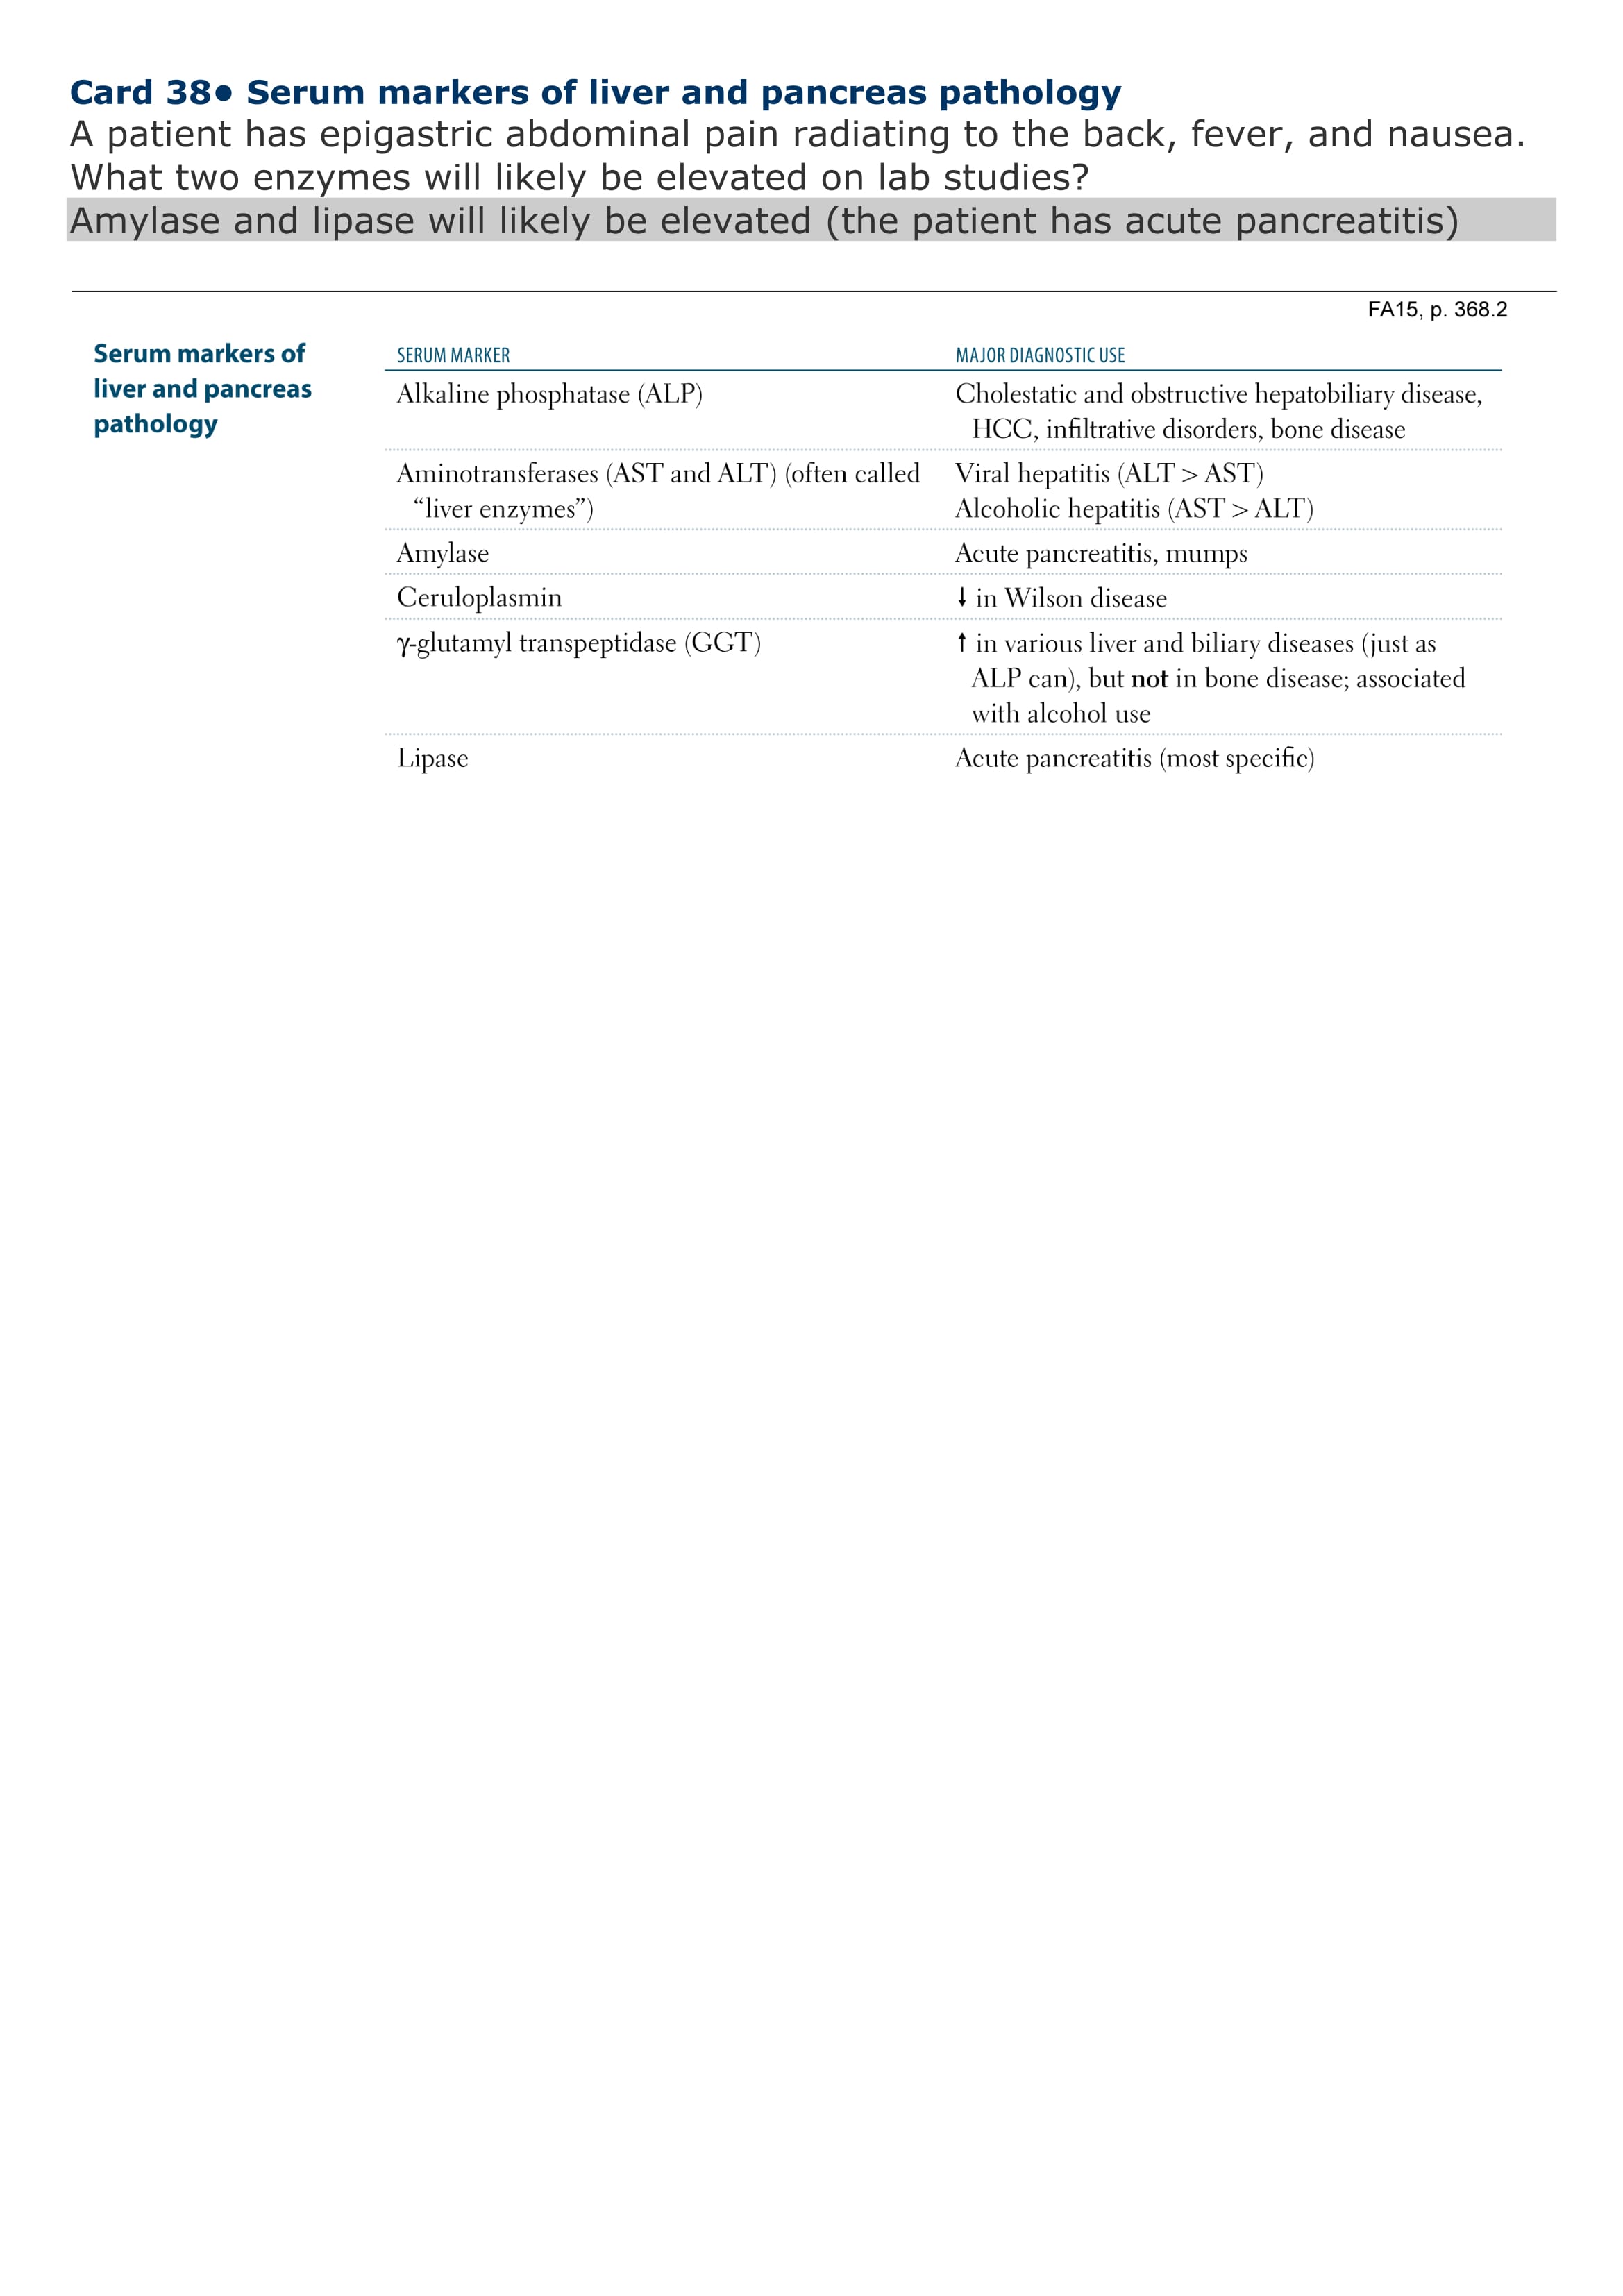 Card 38• Serum markers of liver and pancreas pathology
A patient has epigastric abdominal pain radiating to the back, fever, and nausea.
What two enzymes will likely be elevated on lab studies?
Amylase and lipase will likely be elevated (the patient has acute pancreatitis)
FA15, p. 368.2
Serum markers of
liver and pancreas
pathology
SERUM MARKER
MAJOR DIAGNOSTIC USE
Alkaline phosphatase (ALP)
Cholestatic and obstructive hepatobiliary disease,
HCC, infiltrative disorders, bone disease
Aminotransferases (AST and ALT) (often called
“liver enzymes”)
Viral hepatitis (ALT > AST)
Alcoholic hepatitis (AST > ALT)
Amylase
Acute pancreatitis, mumps
Ceruloplasmin
↓ in Wilson disease
γ-glutamyl transpeptidase (GGT)
↑ in various liver and biliary diseases (just as
ALP can), but not in bone disease; associated
with alcohol use
Lipase
Acute pancreatitis (most specific)